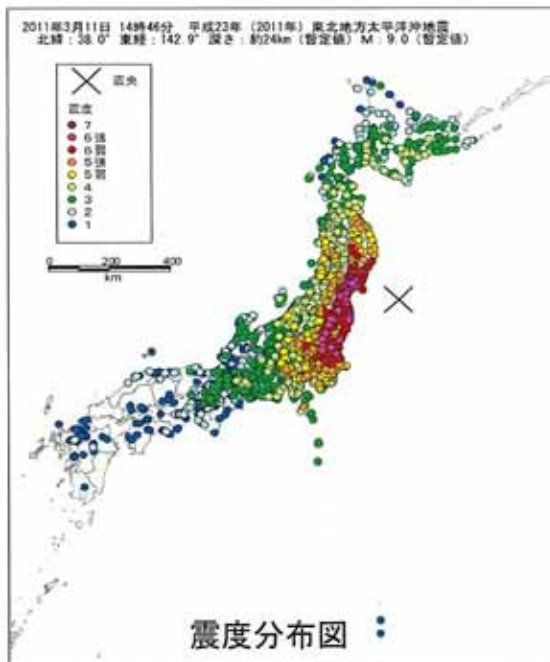 2011年3月11日 14時46分 平成23年（2011年）東北地方太平洋沖地震
北緯：38.0° 東経：142.9° 深さ：約24km（暫定値）M：9.0（暫定値）
震央
震度
7
6強
6弱
5強
5弱
4
3
2
1
0 200 400
km
震度分布図